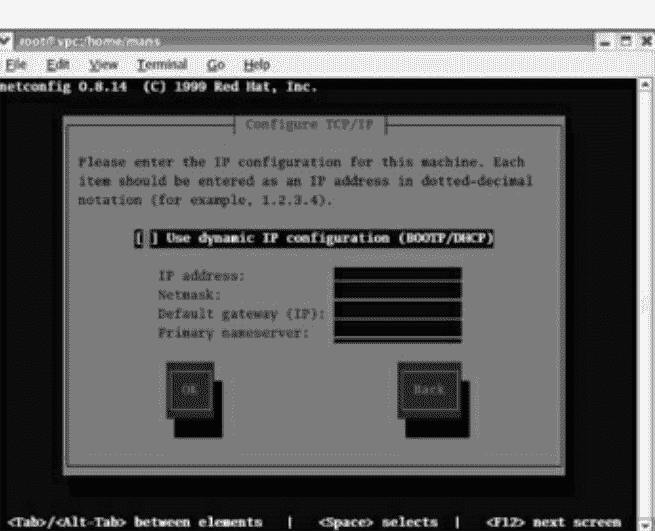 root@vpc:/home/mans
File Edit View Terminal Go Help
netconfig 0.8.14 (C) 1999 Red Hat, Inc.
Configure TCP/IP
Please enter the IP configuration for this machine. Each
item should be entered as an IP address in dotted-decimal
notation (for example, 1.2.3.4).
[ ] Use dynamic IP configuration (BOOTP/DHCP)
IP address:
Netmask:
Default gateway (IP):
Primary nameserver:
OK Back
<Tab>/<Alt-Tab> between elements | <Space> selects | <F12> next screen